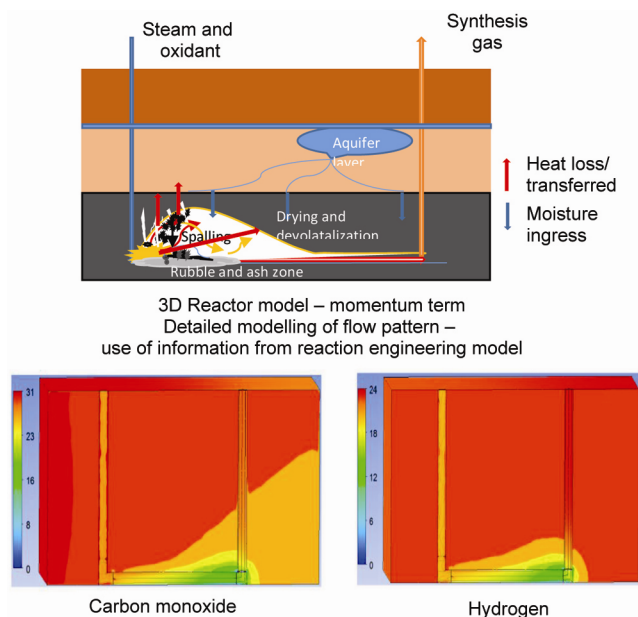 Steam and
oxidant
Synthesis
gas
Aquifer
layer
Heat loss/
transferred
Moisture
ingress
Drying and
devolatalization
Spalling
Rubble and ash zone
3D Reactor model – momentum term
Detailed modelling of flow pattern –
use of information from reaction engineering model
31
23
16
8
0
24
18
12
6
0
Carbon monoxide
Hydrogen